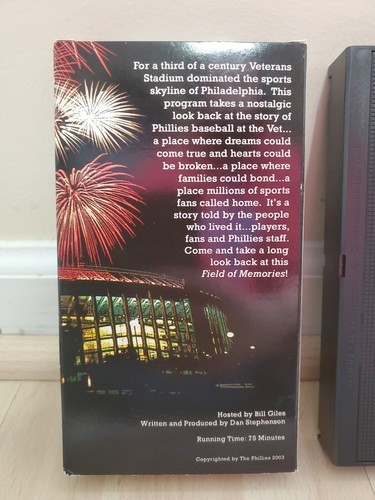 For a third of a century Veterans
Stadium dominated the sports
skyline of Philadelphia. This
program takes a nostalgic
look back at the story of
Phillies baseball at the Vet...
a place where dreams could
come true and hearts could
be broken...a place where
families could bond...a
place millions of sports
fans called home. It's a
story told by the people
who lived it...players,
fans and Phillies staff.
Come and take a long
look back at this
Field of Memories!
Hosted by Bill Giles
Written and Produced by Dan Stephenson
Running Time: 75 Minutes
Copyrighted by The Phillies 2003